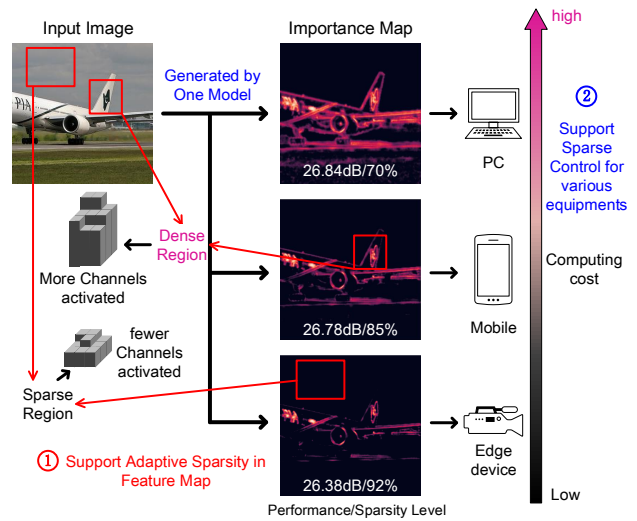 Input Image
Importance Map
high
Generated by
One Model
PIA
26.84dB/70%
PC
②
Support
Sparse
Control for
various
equipments
Dense
Region
More Channels
activated
26.78dB/85%
Mobile
Computing
cost
fewer
Channels
activated
Sparse
Region
① Support Adaptive Sparsity in
Feature Map
26.38dB/92%
Edge
device
Low
Performance/Sparsity Level